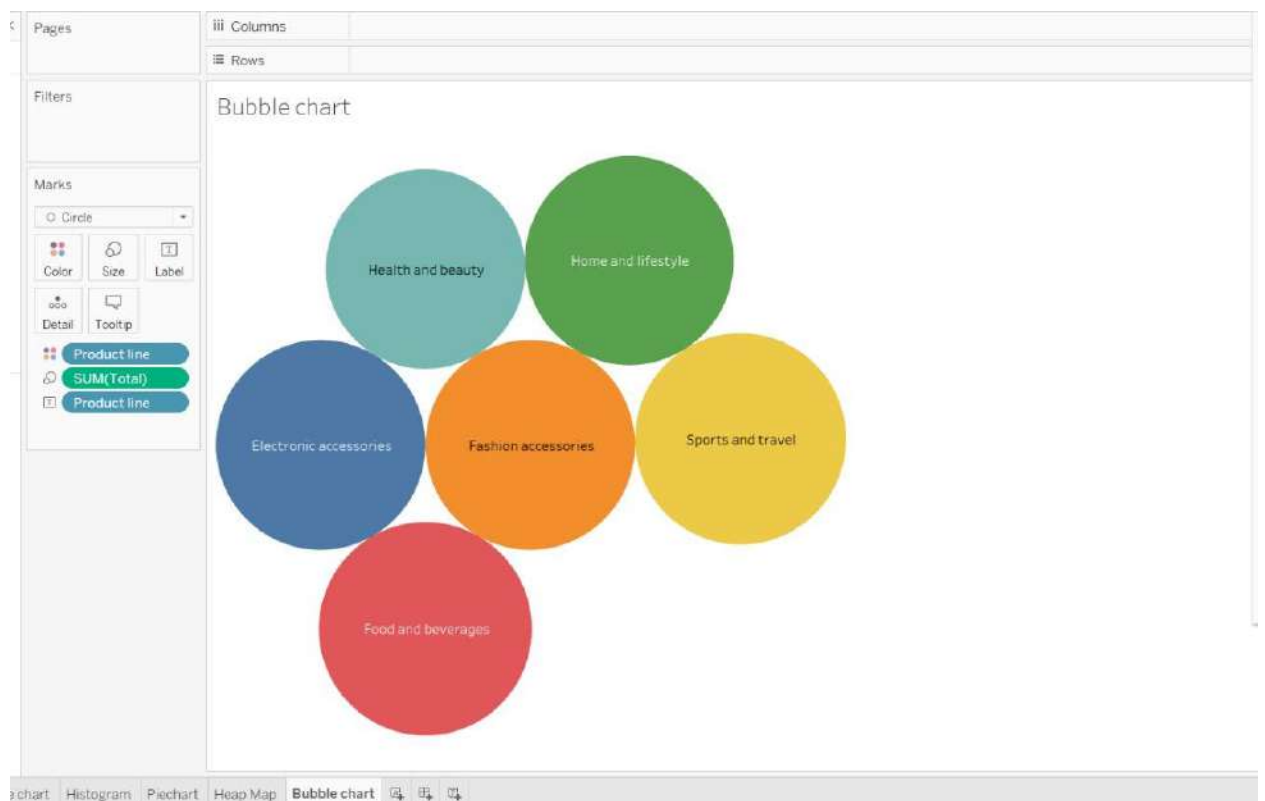 Pages
iii Columns
Rows
Filters
Bubble chart
Marks
Circle
Color
Size
Label
Detail
Tooltip
Product line
SUM(Total)
Product line
Health and beauty
Home and lifestyle
Electronic accessories
Fashion accessories
Sports and travel
Food and beverages
chart
Histogram
Piechart
Heap Map
Bubble chart